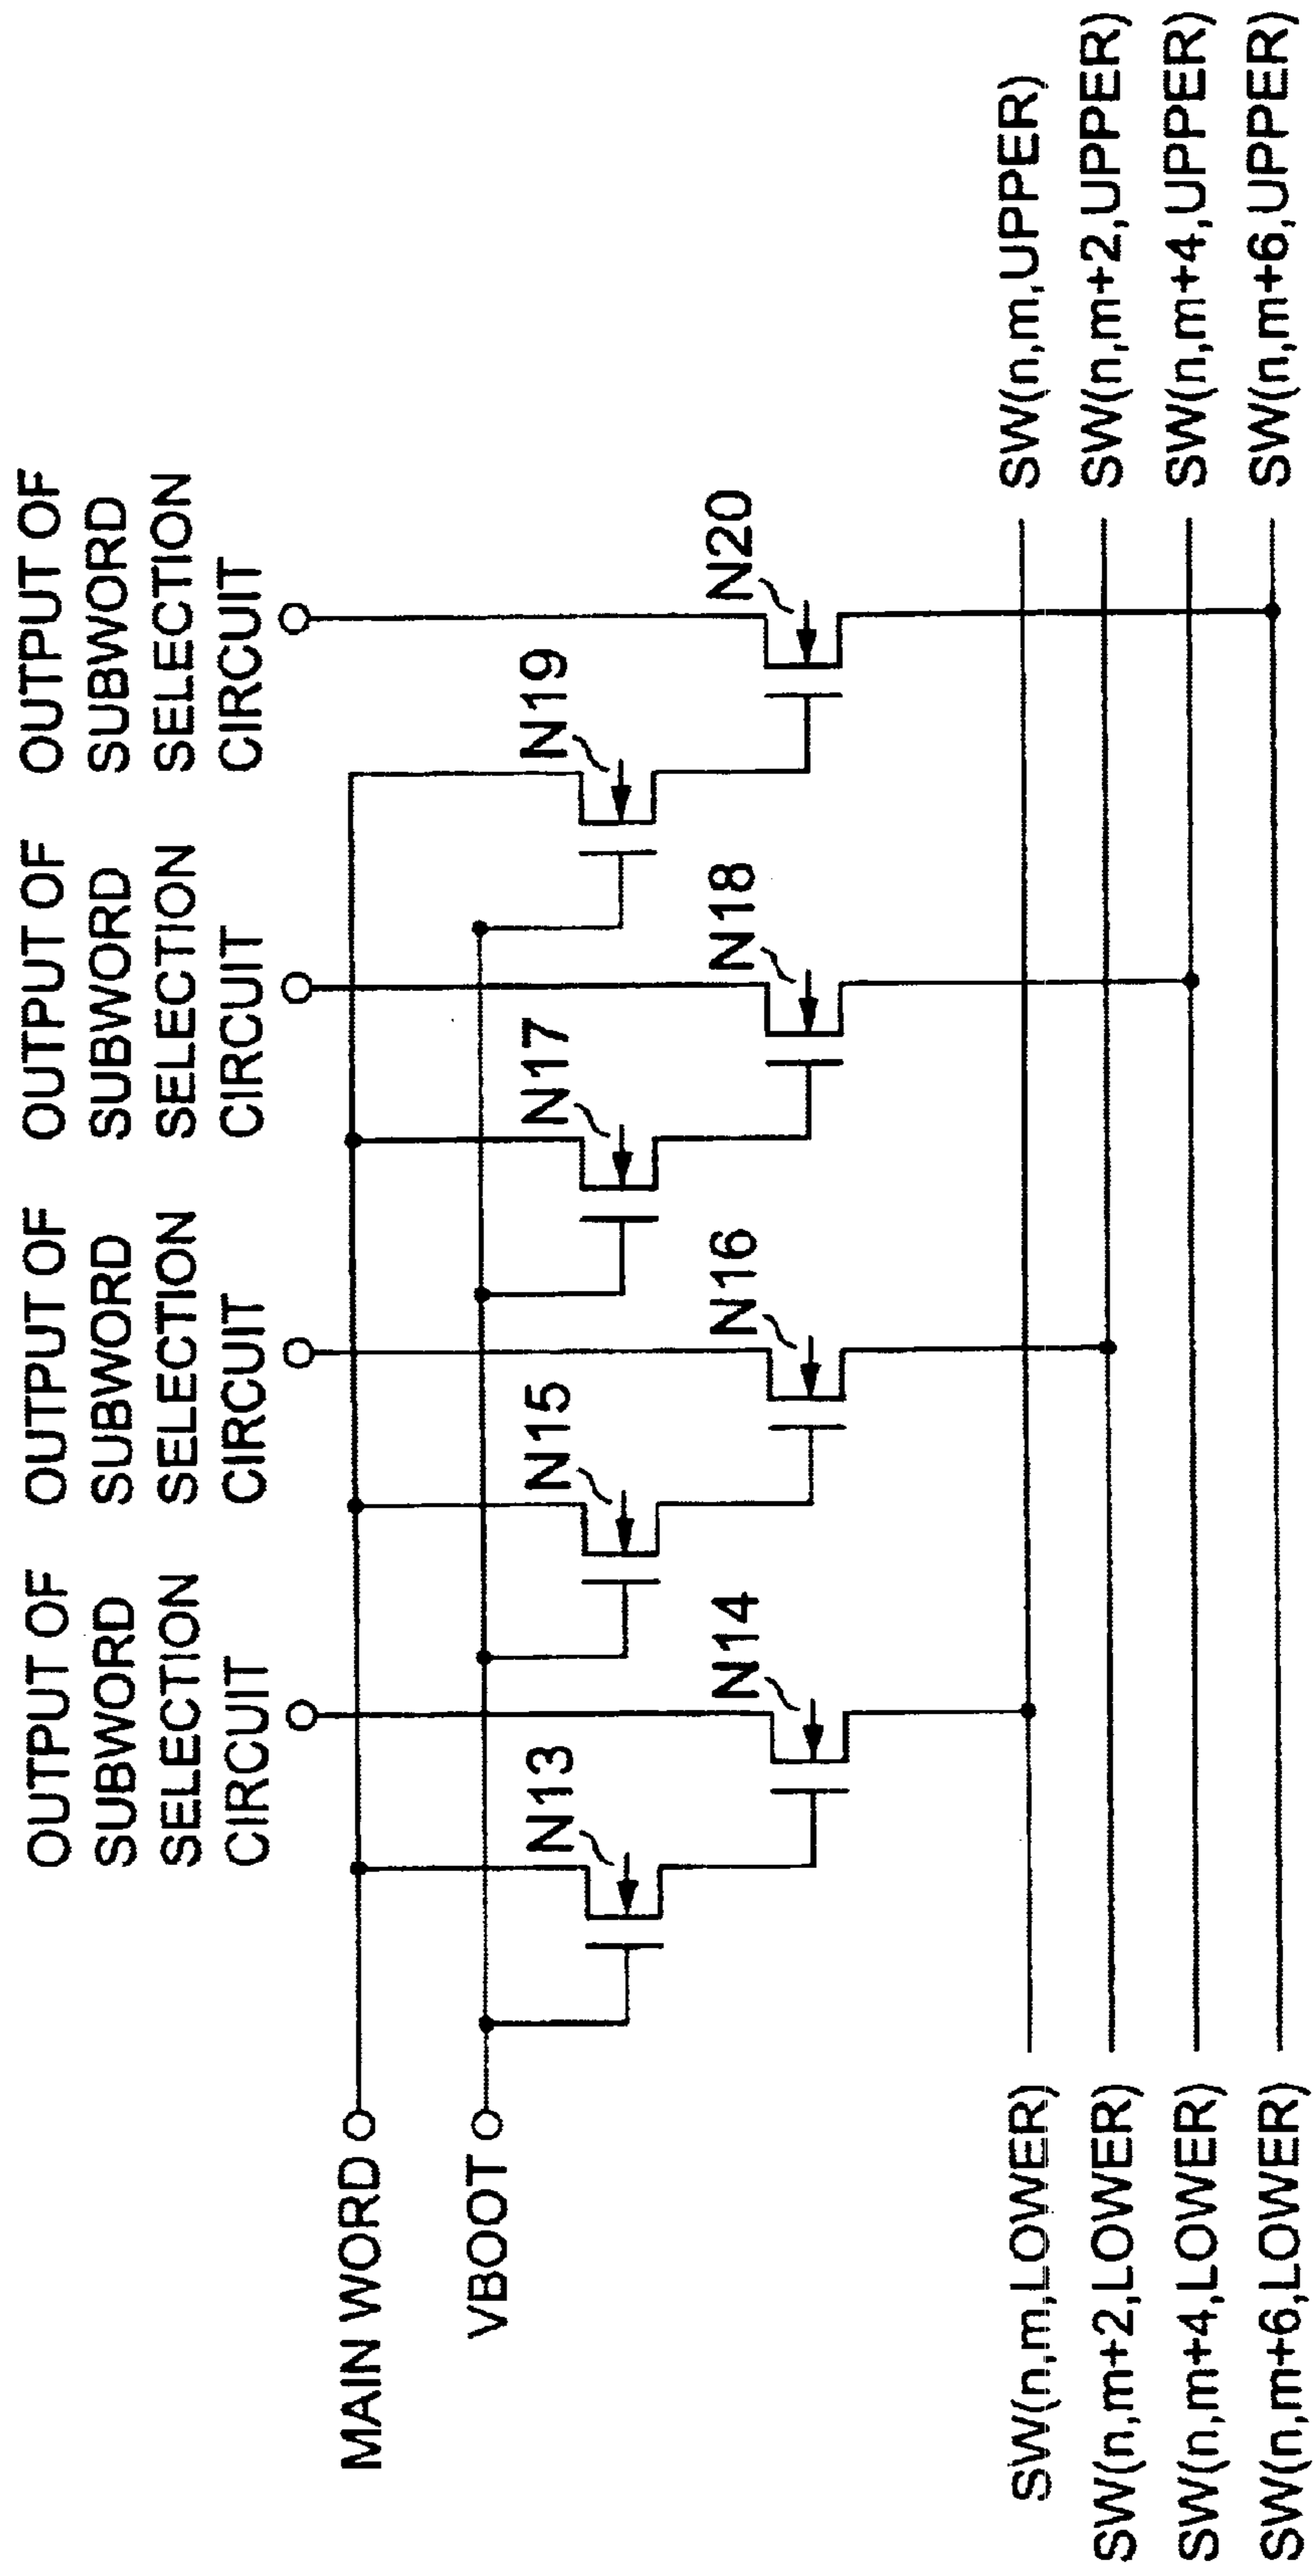 OUTPUT OF
SUBWORD
SELECTION
CIRCUIT
OUTPUT OF
SUBWORD
SELECTION
CIRCUIT
OUTPUT OF
SUBWORD
SELECTION
CIRCUIT
OUTPUT OF
SUBWORD
SELECTION
CIRCUIT
MAIN WORD
VBOOT
N13
N15
N17
N19
N14
N16
N18
N20
SW(n,m,LOWER)
SW(n,m,UPPER)
SW(n,m+2,LOWER)
SW(n,m+2,UPPER)
SW(n,m+4,LOWER)
SW(n,m+4,UPPER)
SW(n,m+6,LOWER)
SW(n,m+6,UPPER)